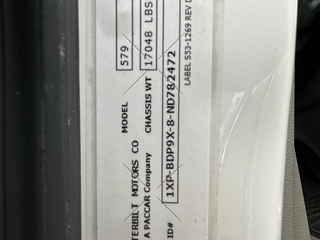 MODEL 579
TERBILT MOTORS CO
A PACCAR Company CHASSIS WT 17048 LBS
ID# 1XP-BDP9X-8-ND782472
LABEL S53-1269 REV D